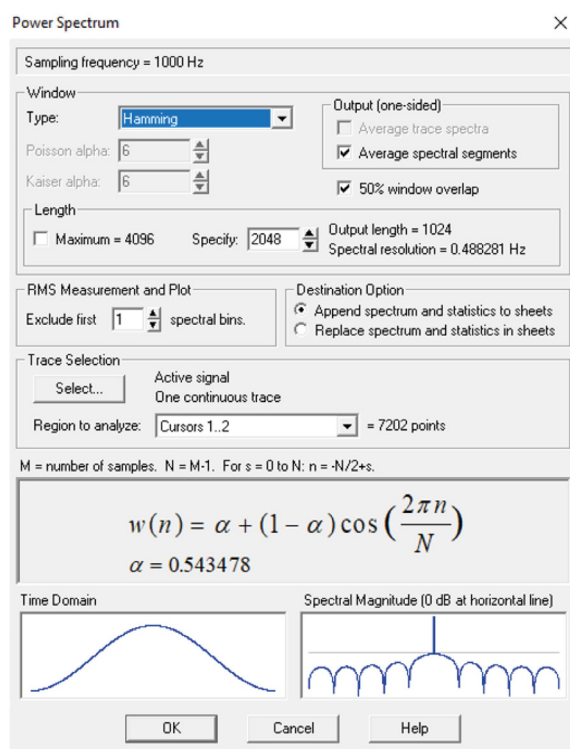 Power Spectrum
Sampling frequency = 1000 Hz
Window
Type: Hamming
Poisson alpha: 6
Kaiser alpha: 6
Output (one-sided)
Average trace spectra
Average spectral segments
50% window overlap
Length
Maximum = 4096 Specify: 2048
Output length = 1024
Spectral resolution = 0.488281 Hz
RMS Measurement and Plot
Exclude first 1 spectral bins.
Destination Option
Append spectrum and statistics to sheets
Replace spectrum and statistics in sheets
Trace Selection
Select...
Active signal
One continuous trace
Region to analyze: Cursors 1..2 = 7202 points
M = number of samples. N = M-1. For s = 0 to N: n = -N/2+s.
w(n) = α + (1 − α) cos (2πn/N)
α = 0.543478
Time Domain
Spectral Magnitude (0 dB at horizontal line)
OK Cancel Help